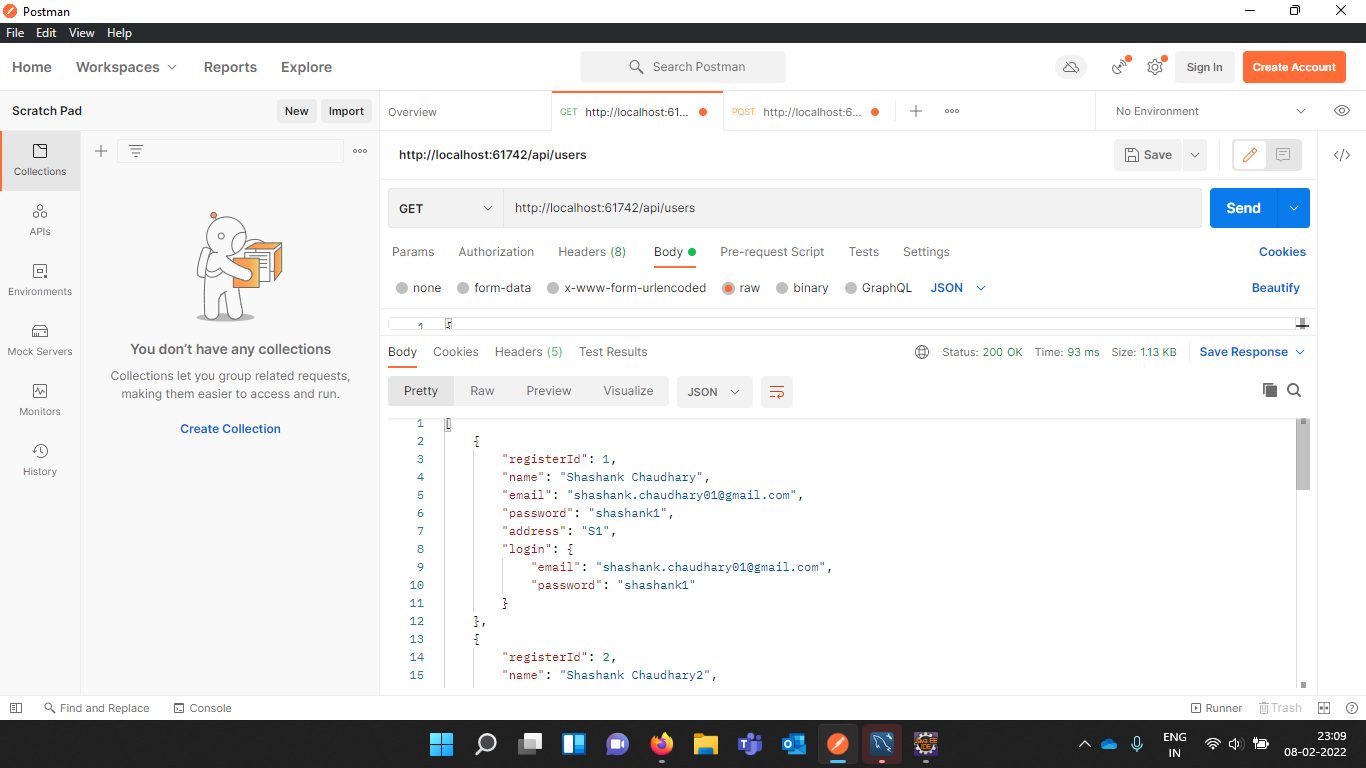 Postman
File Edit View Help
Home Workspaces Reports Explore Search Postman Sign In Create Account
Scratch Pad New Import Overview GET http://localhost:61... POST http://localhost:6... No Environment
http://localhost:61742/api/users Save
Collections
GET http://localhost:61742/api/users Send
APIs
Params Authorization Headers (8) Body Pre-request Script Tests Settings Cookies
Environments
none form-data x-www-form-urlencoded raw binary GraphQL JSON Beautify
1 {
Mock Servers
Body Cookies Headers (5) Test Results Status: 200 OK Time: 93 ms Size: 1.13 KB Save Response
Pretty Raw Preview Visualize JSON
Monitors
History
You don't have any collections
Collections let you group related requests,
making them easier to access and run.
Create Collection
1 [
2 {
3 "registerId": 1,
4 "name": "Shashank Chaudhary",
5 "email": "shashank.chaudhary01@gmail.com",
6 "password": "shashank1",
7 "address": "S1",
8 "login": {
9 "email": "shashank.chaudhary01@gmail.com",
10 "password": "shashank1"
11 }
12 },
13 {
14 "registerId": 2,
15 "name": "Shashank Chaudhary2",
Find and Replace Console Runner Trash
ENG
IN
23:09
08-02-2022